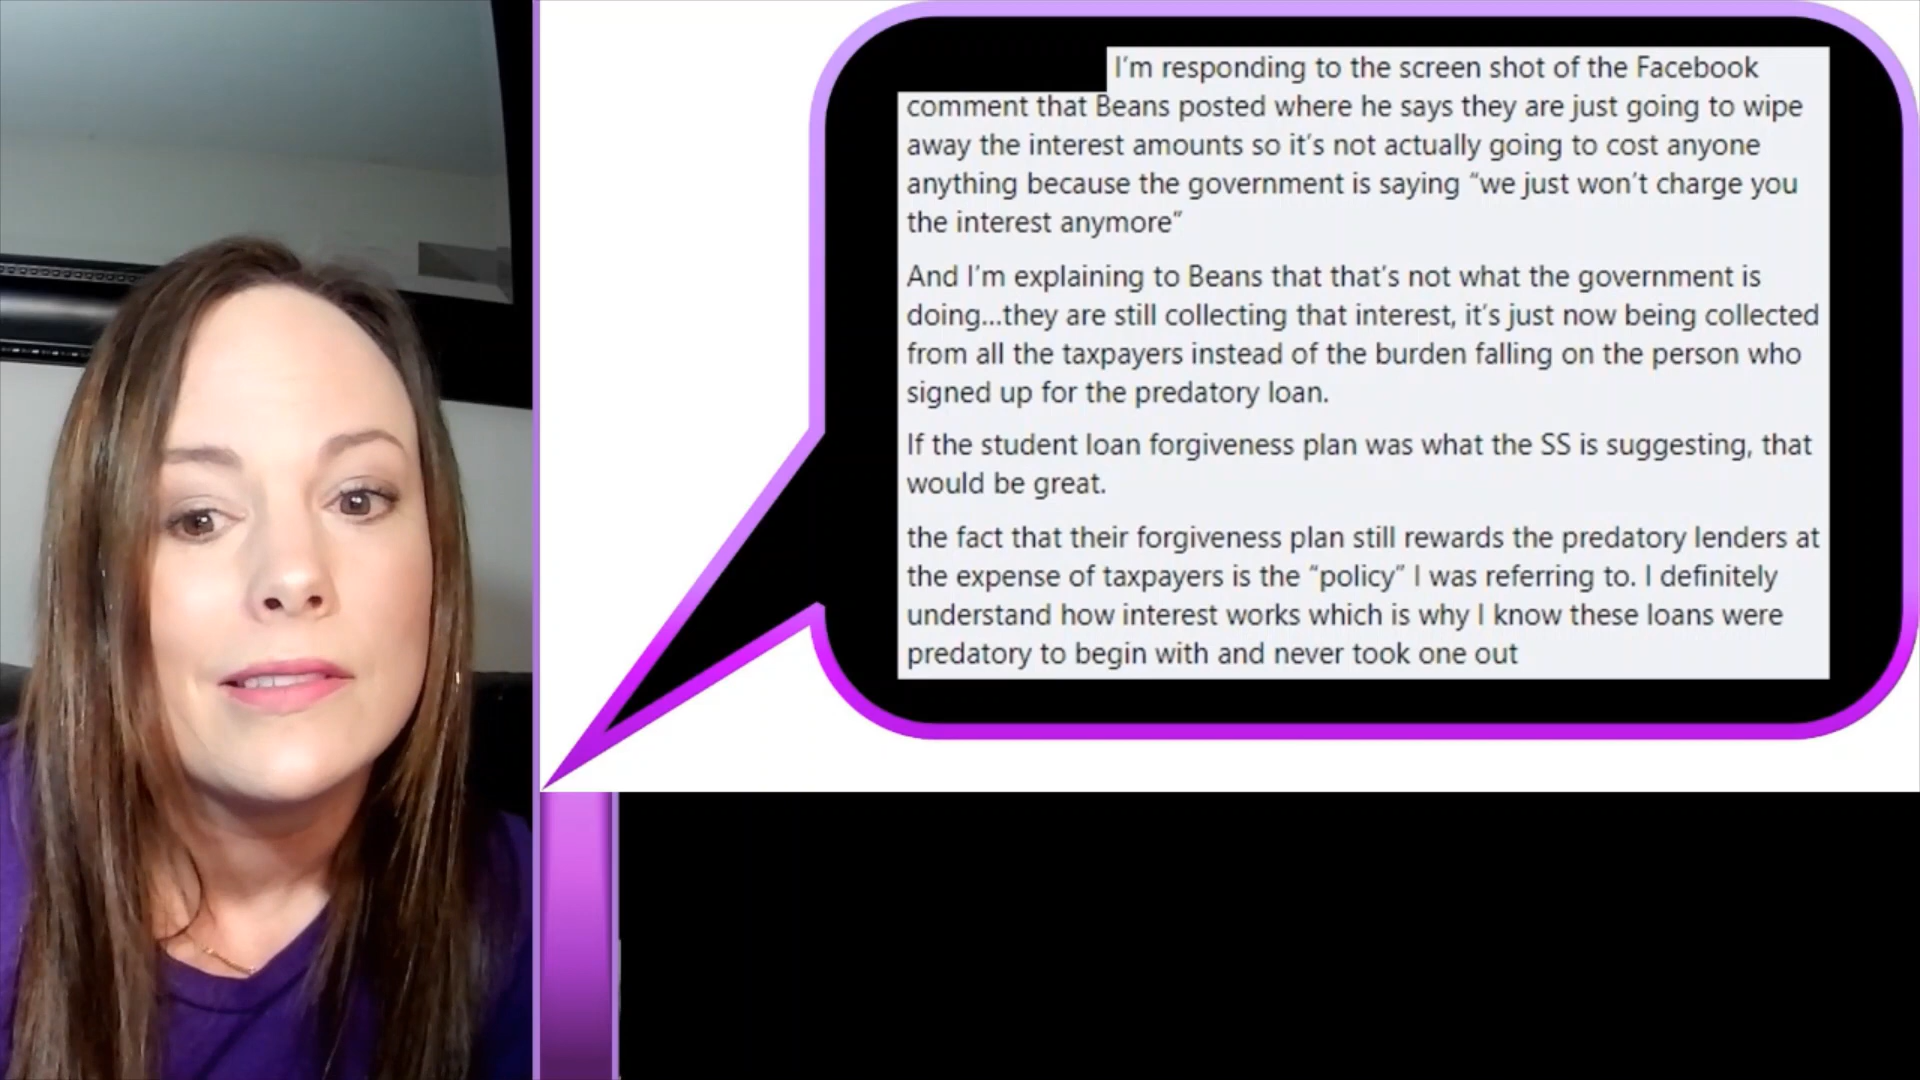 I'm responding to the screen shot of the Facebook
comment that Beans posted where he says they are just going to wipe
away the interest amounts so it's not actually going to cost anyone
anything because the government is saying “we just won't charge you
the interest anymore”
And I'm explaining to Beans that that's not what the government is
doing...they are still collecting that interest, it's just now being collected
from all the taxpayers instead of the burden falling on the person who
signed up for the predatory loan.
If the student loan forgiveness plan was what the SS is suggesting, that
would be great.
the fact that their forgiveness plan still rewards the predatory lenders at
the expense of taxpayers is the “policy” I was referring to. I definitely
understand how interest works which is why I know these loans were
predatory to begin with and never took one out